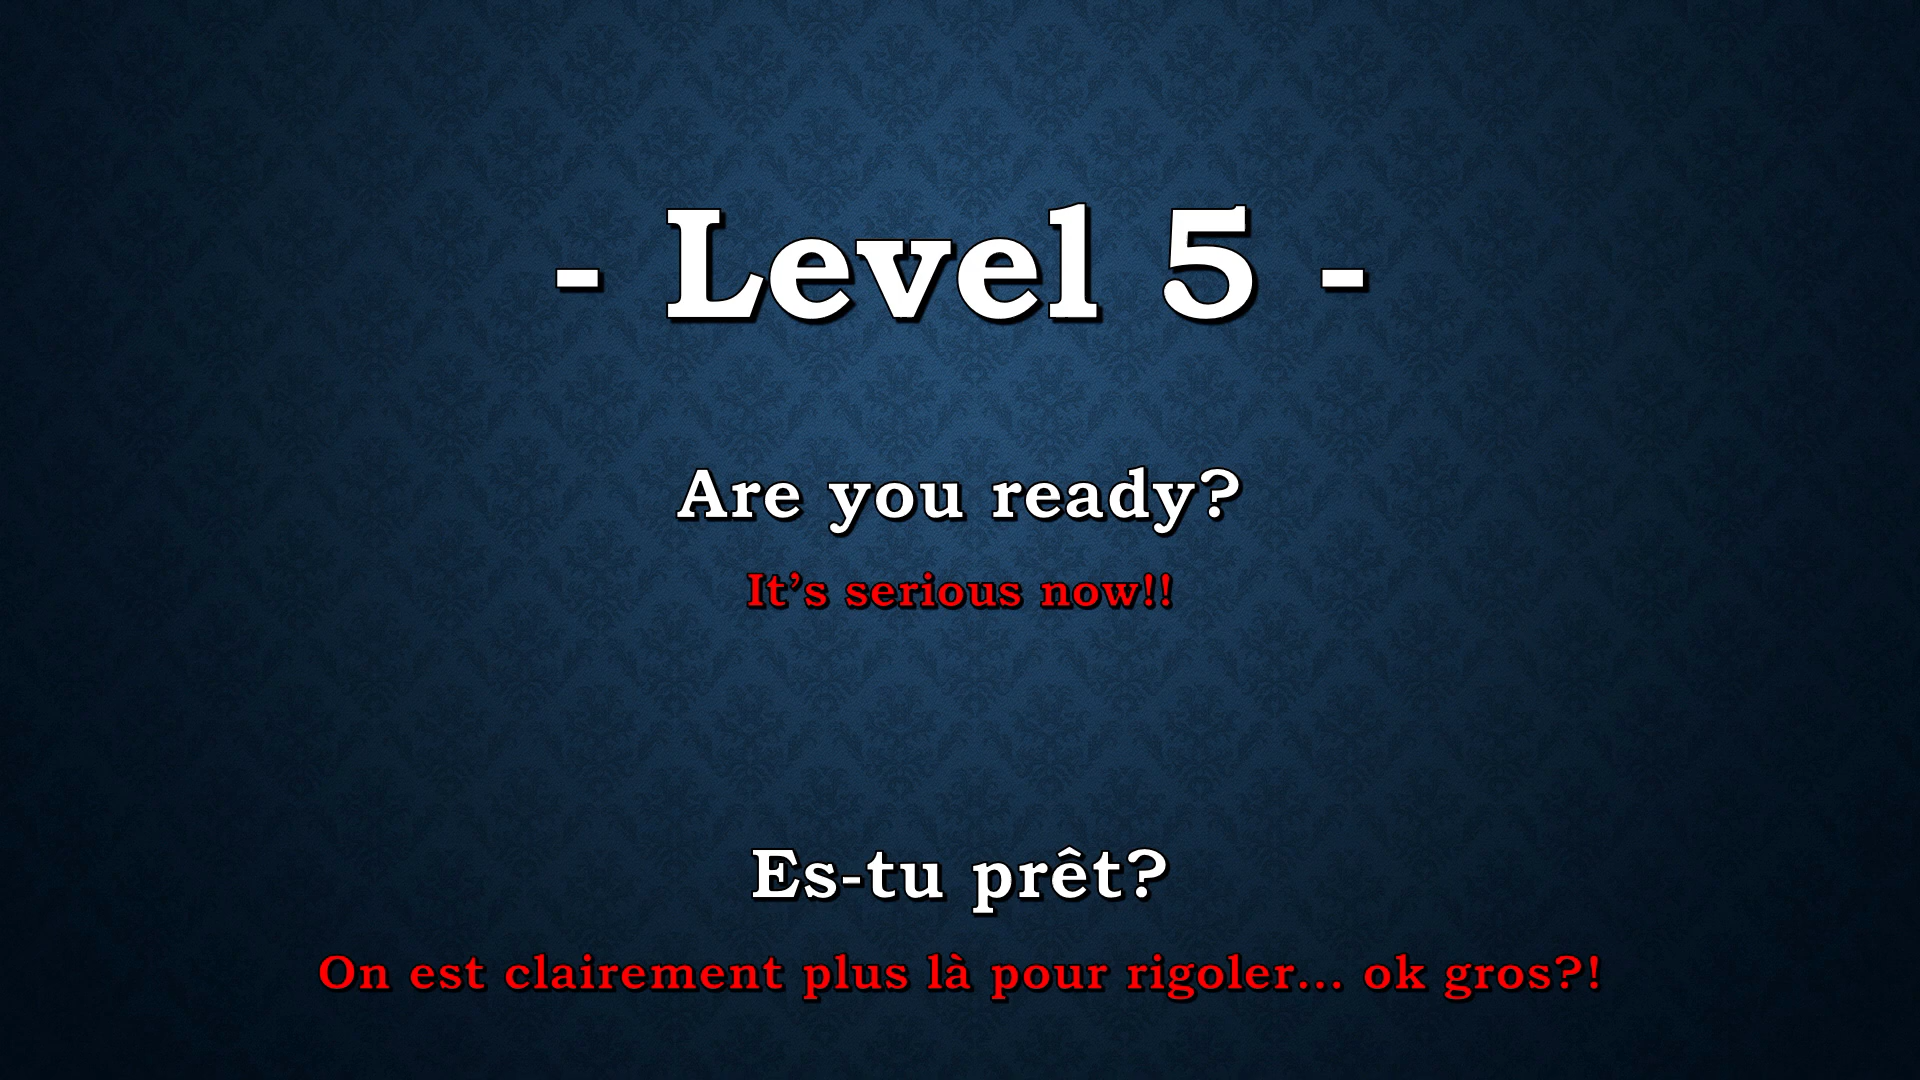 - Level 5 -
Are you ready?
It’s serious now!!
Es-tu prêt?
On est clairement plus là pour rigoler... ok gros?!